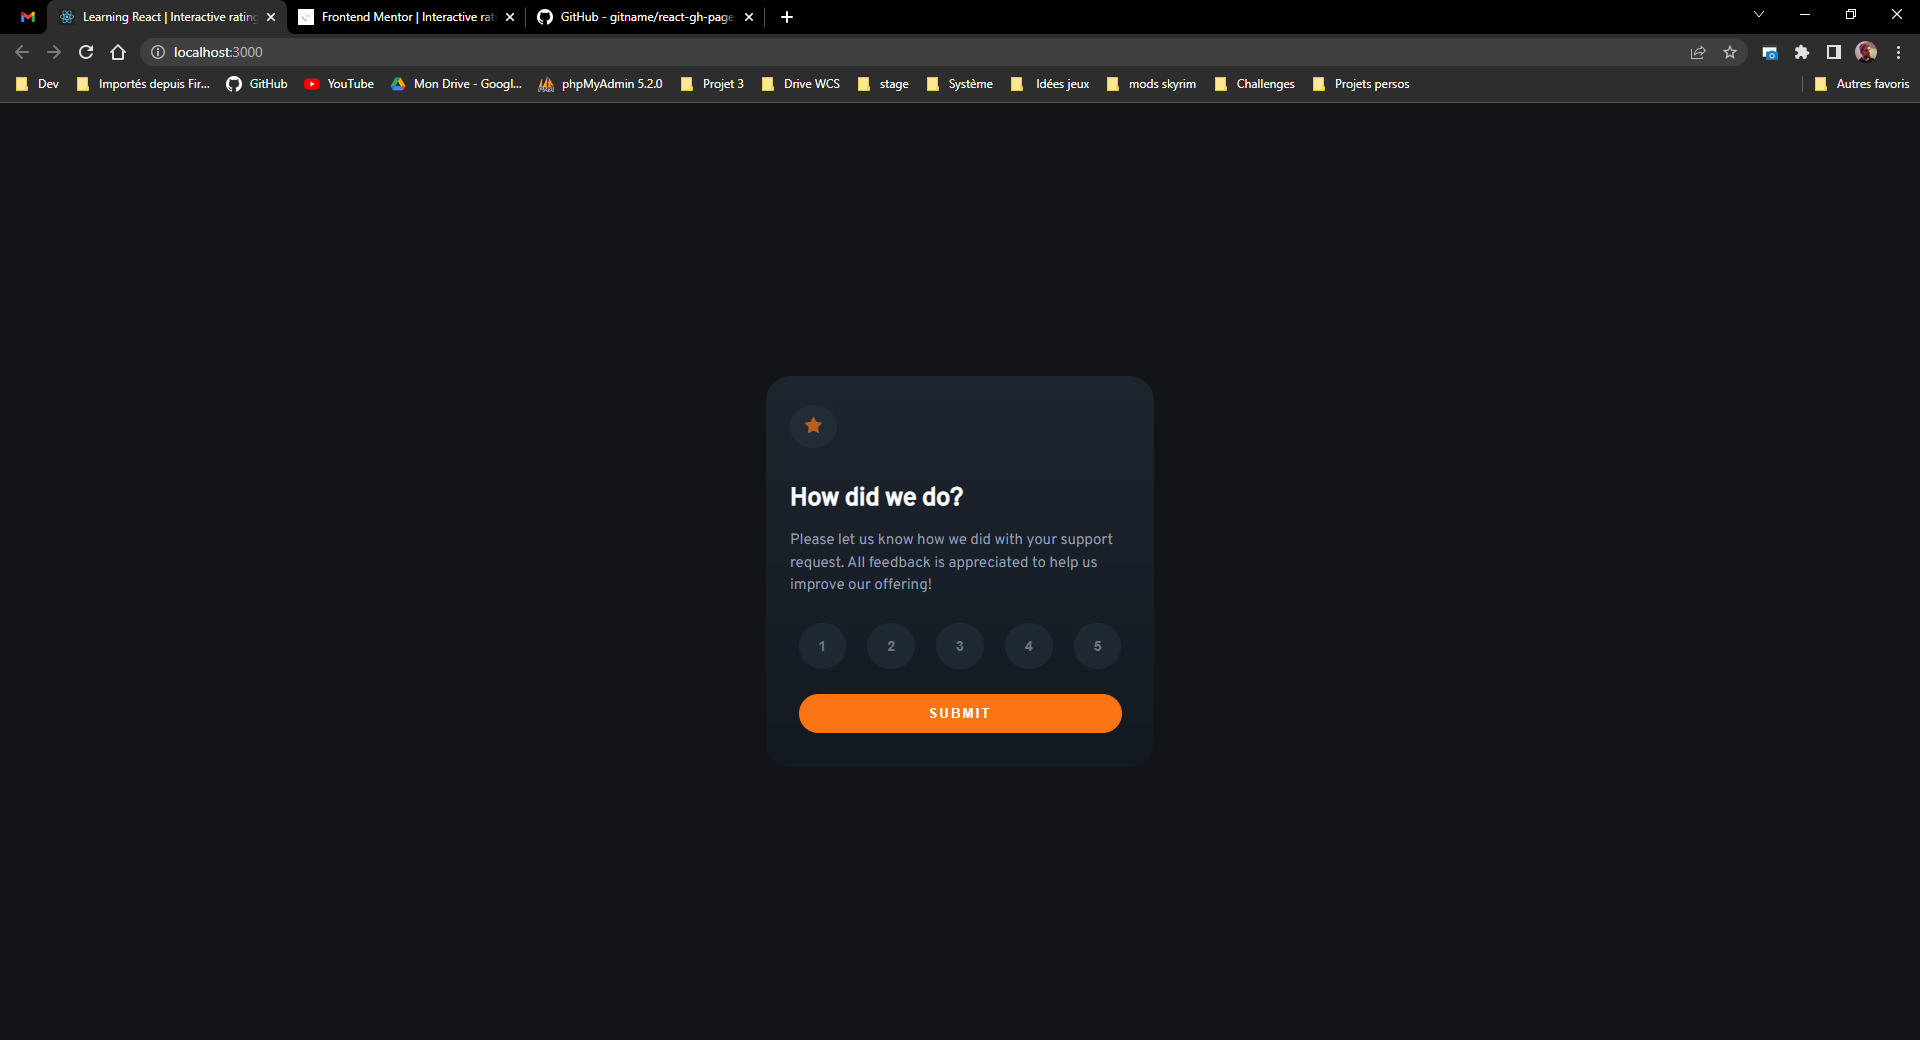 Learning React | Interactive rating
Frontend Mentor | Interactive rat
GitHub - gitname/react-gh-page
localhost:3000
Dev
Importés depuis Fir...
GitHub
YouTube
Mon Drive - Googl...
phpMyAdmin 5.2.0
Projet 3
Drive WCS
stage
Système
Idées jeux
mods skyrim
Challenges
Projets persos
Autres favoris
How did we do?
Please let us know how we did with your support
request. All feedback is appreciated to help us
improve our offering!
1 2 3 4 5
SUBMIT